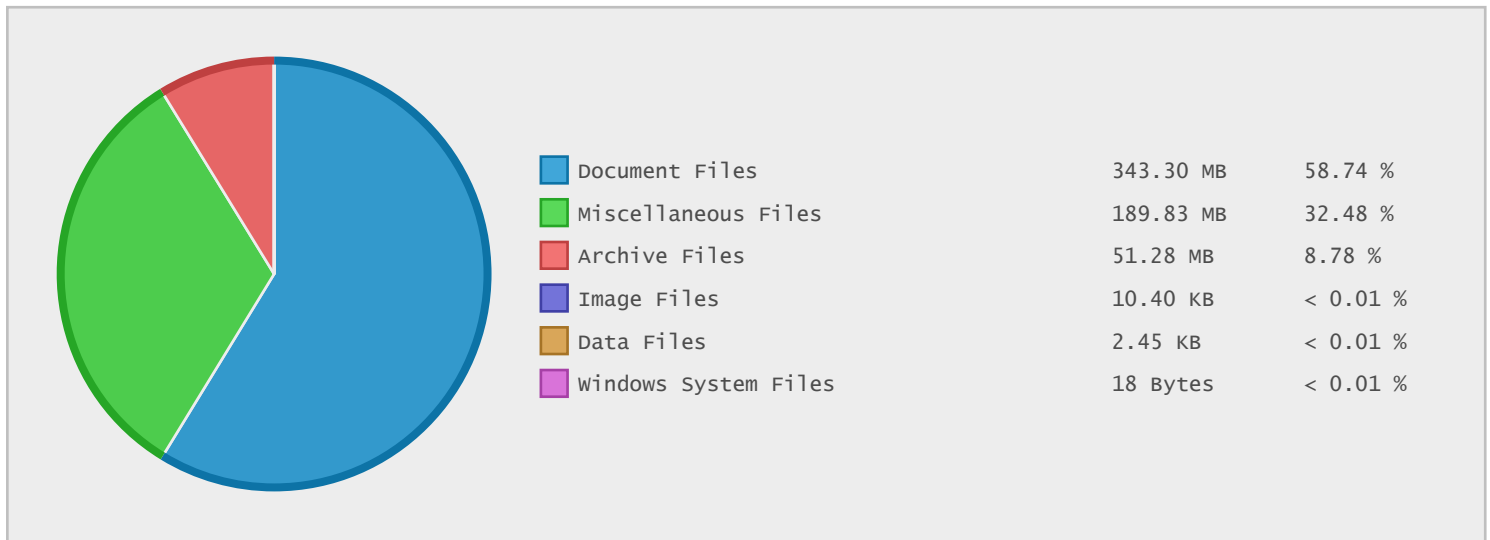 Document Files 343.30 MB 58.74 %
Miscellaneous Files 189.83 MB 32.48 %
Archive Files 51.28 MB 8.78 %
Image Files 10.40 KB < 0.01 %
Data Files 2.45 KB < 0.01 %
Windows System Files 18 Bytes < 0.01 %